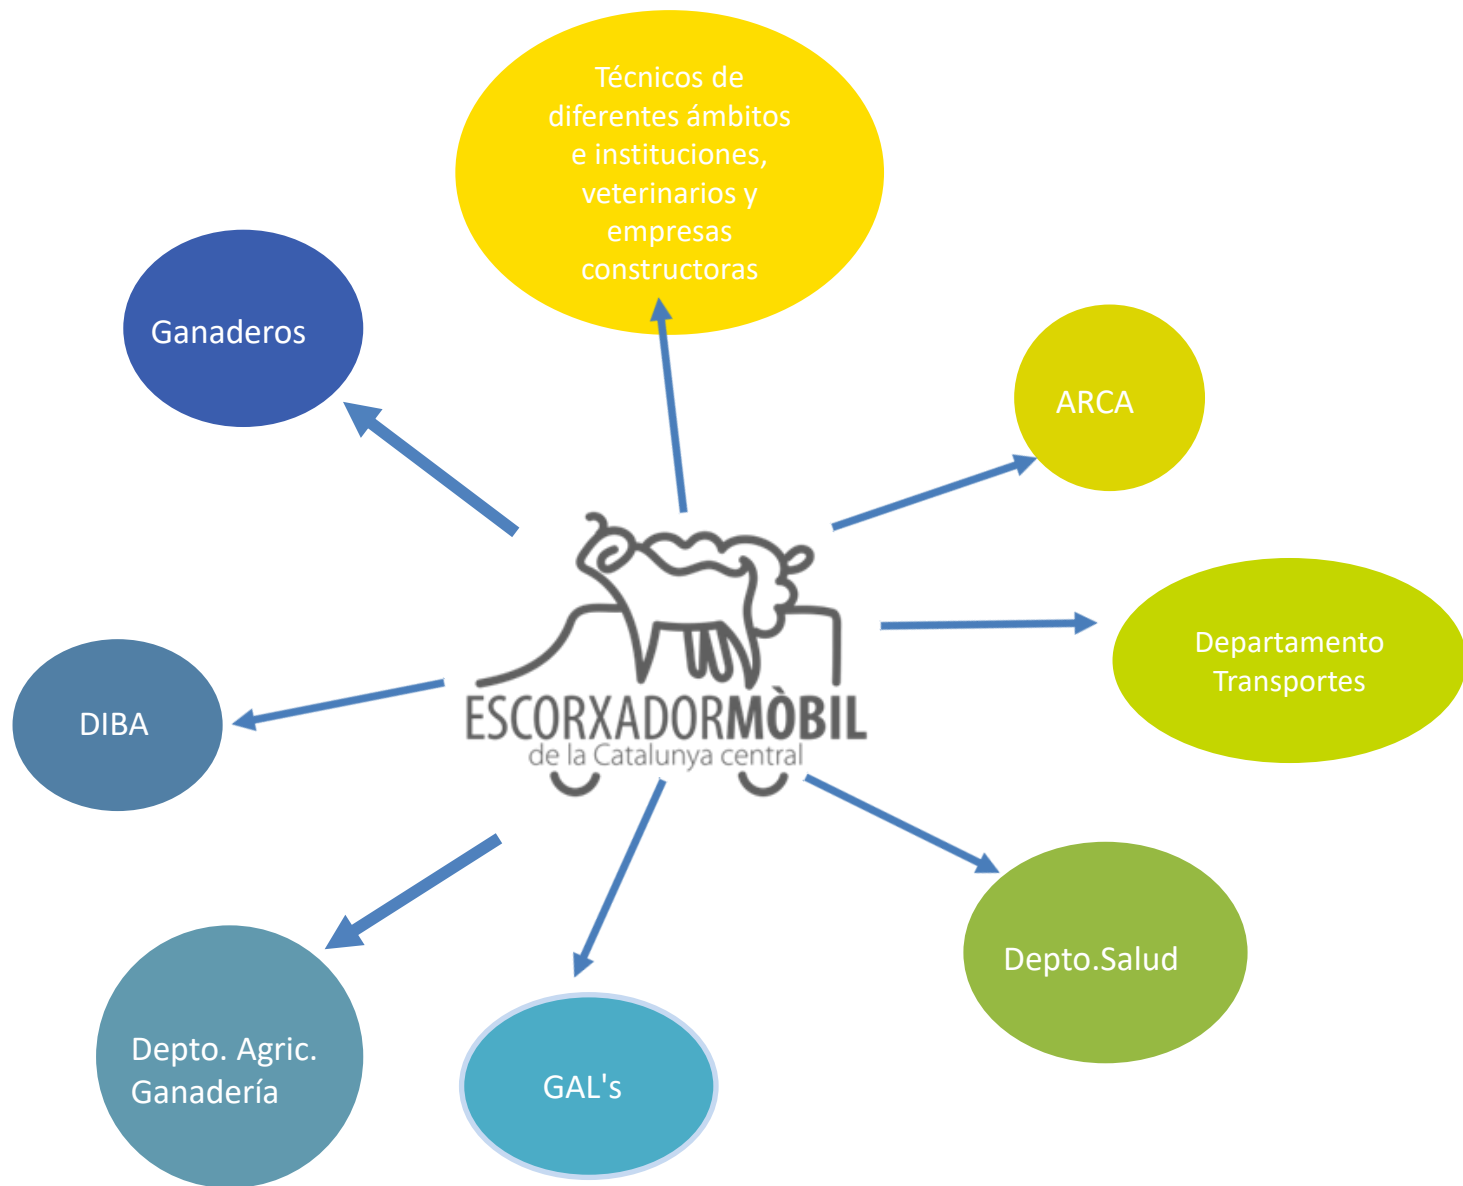 Técnicos de
diferentes ámbitos
e instituciones,
veterinarios y
empresas
constructoras
Ganaderos
ARCA
Departamento
Transportes
ESCORXADORMÒBIL
de la Catalunya central
DIBA
Depto.Salud
Depto. Agric.
Ganadería
GAL's